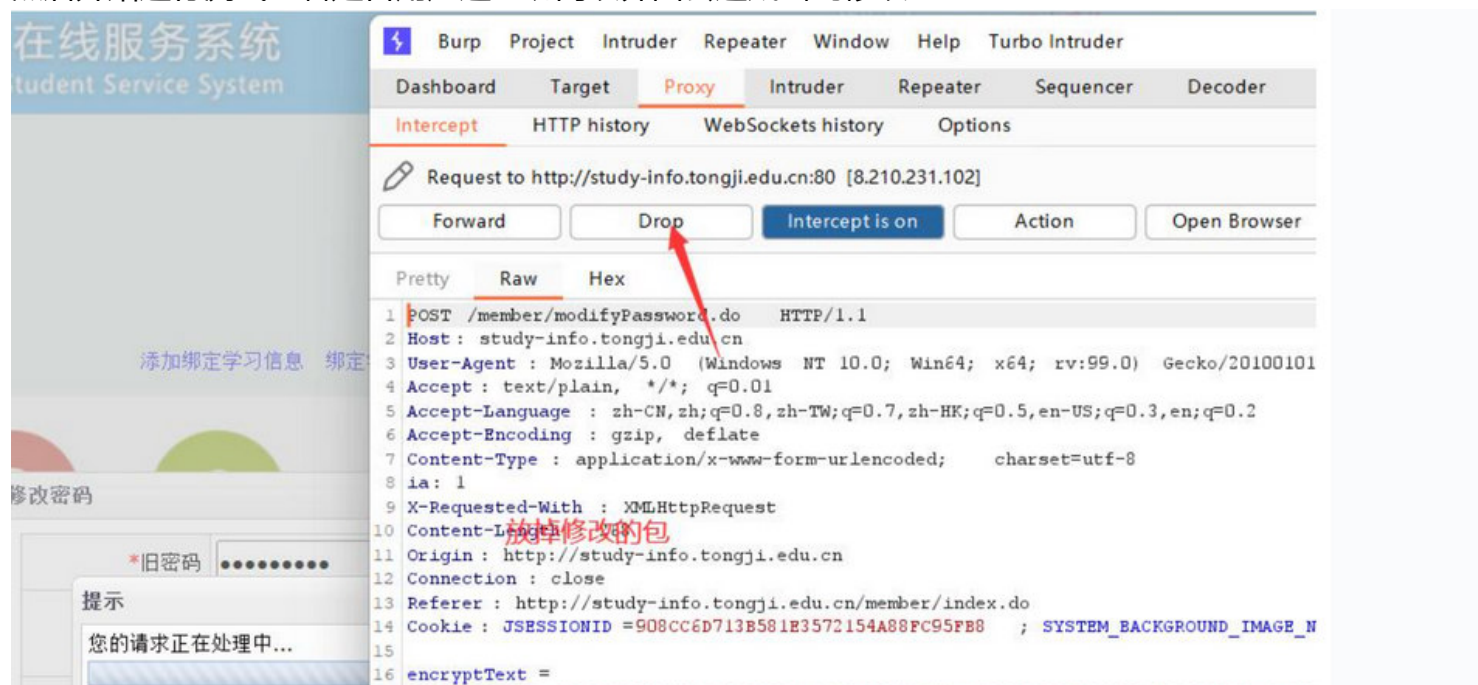 在线服务系统
tudent Service System
添加绑定学习信息 绑定
修改密码
*旧密码 ●●●●●●●●●
提示
您的请求正在处理中...
Burp Project Intruder Repeater Window Help Turbo Intruder
Dashboard Target Proxy Intruder Repeater Sequencer Decoder
Intercept HTTP history WebSockets history Options
Request to http://study-info.tongji.edu.cn:80 [8.210.231.102]
Forward Drop Intercept is on Action Open Browser
Pretty Raw Hex
1 POST /member/modifyPassword.do HTTP/1.1
2 Host : study-info.tongji.edu.cn
3 User-Agent : Mozilla/5.0 (Windows NT 10.0; Win64; x64; rv:99.0) Gecko/20100101
4 Accept : text/plain, */*; q=0.01
5 Accept-Language : zh-CN,zh;q=0.8,zh-TW;q=0.7,zh-HK;q=0.5,en-US;q=0.3,en;q=0.2
6 Accept-Encoding : gzip, deflate
7 Content-Type : application/x-www-form-urlencoded; charset=utf-8
8 ia: 1
9 X-Requested-With : XMLHttpRequest
10 Content-Length
放掉修改的包
11 Origin : http://study-info.tongji.edu.cn
12 Connection : close
13 Referer : http://study-info.tongji.edu.cn/member/index.do
14 Cookie : JSESSIONID =908CC6D713B581E3572154A88FC95FB8 ; SYSTEM_BACKGROUND_IMAGE_N
15
16 encryptText =